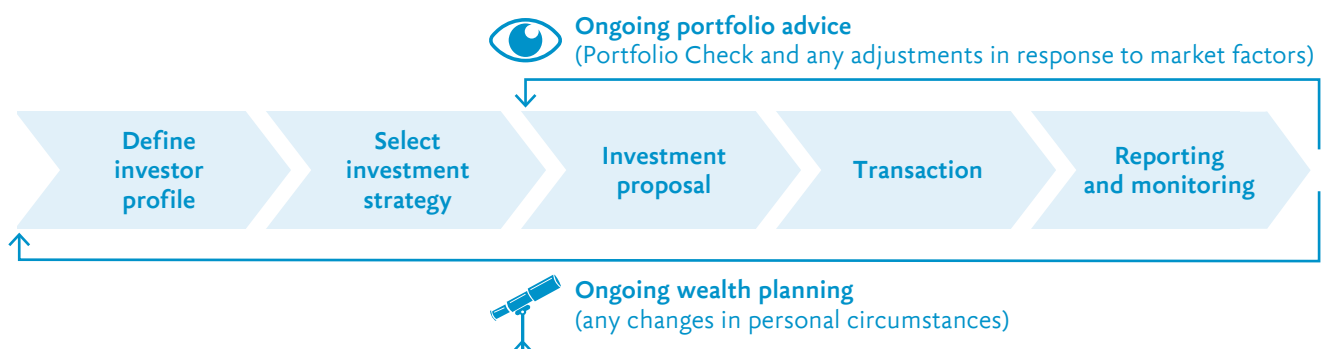 Ongoing portfolio advice
(Portfolio Check and any adjustments in response to market factors)
Define
investor
profile
Select
investment
strategy
Investment
proposal
Transaction
Reporting
and monitoring
Ongoing wealth planning
(any changes in personal circumstances)